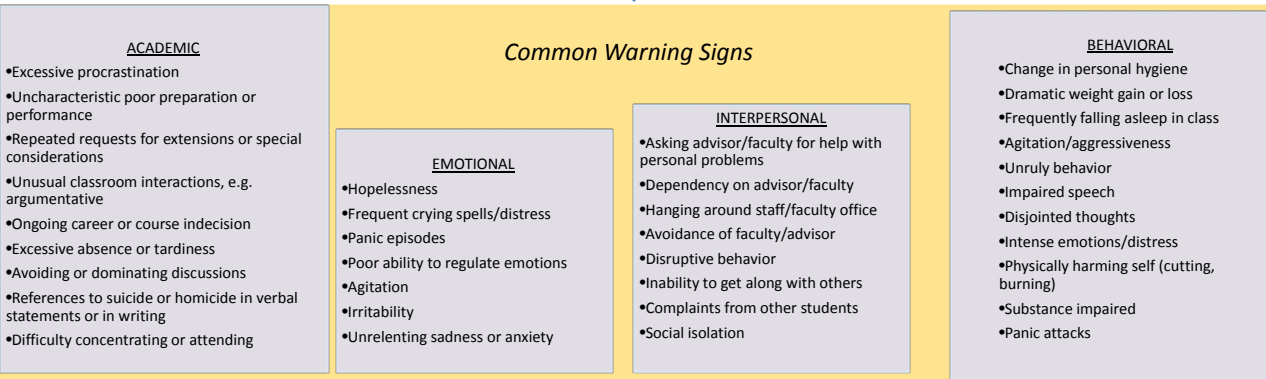 Common Warning Signs
ACADEMIC
•Excessive procrastination
•Uncharacteristic poor preparation or
performance
•Repeated requests for extensions or special
considerations
•Unusual classroom interactions, e.g.
argumentative
•Ongoing career or course indecision
•Excessive absence or tardiness
•Avoiding or dominating discussions
•References to suicide or homicide in verbal
statements or in writing
•Difficulty concentrating or attending
EMOTIONAL
•Hopelessness
•Frequent crying spells/distress
•Panic episodes
•Poor ability to regulate emotions
•Agitation
•Irritability
•Unrelenting sadness or anxiety
INTERPERSONAL
•Asking advisor/faculty for help with
personal problems
•Dependency on advisor/faculty
•Hanging around staff/faculty office
•Avoidance of faculty/advisor
•Disruptive behavior
•Inability to get along with others
•Complaints from other students
•Social isolation
BEHAVIORAL
•Change in personal hygiene
•Dramatic weight gain or loss
•Frequently falling asleep in class
•Agitation/aggressiveness
•Unruly behavior
•Impaired speech
•Disjointed thoughts
•Intense emotions/distress
•Physically harming self (cutting,
burning)
•Substance impaired
•Panic attacks